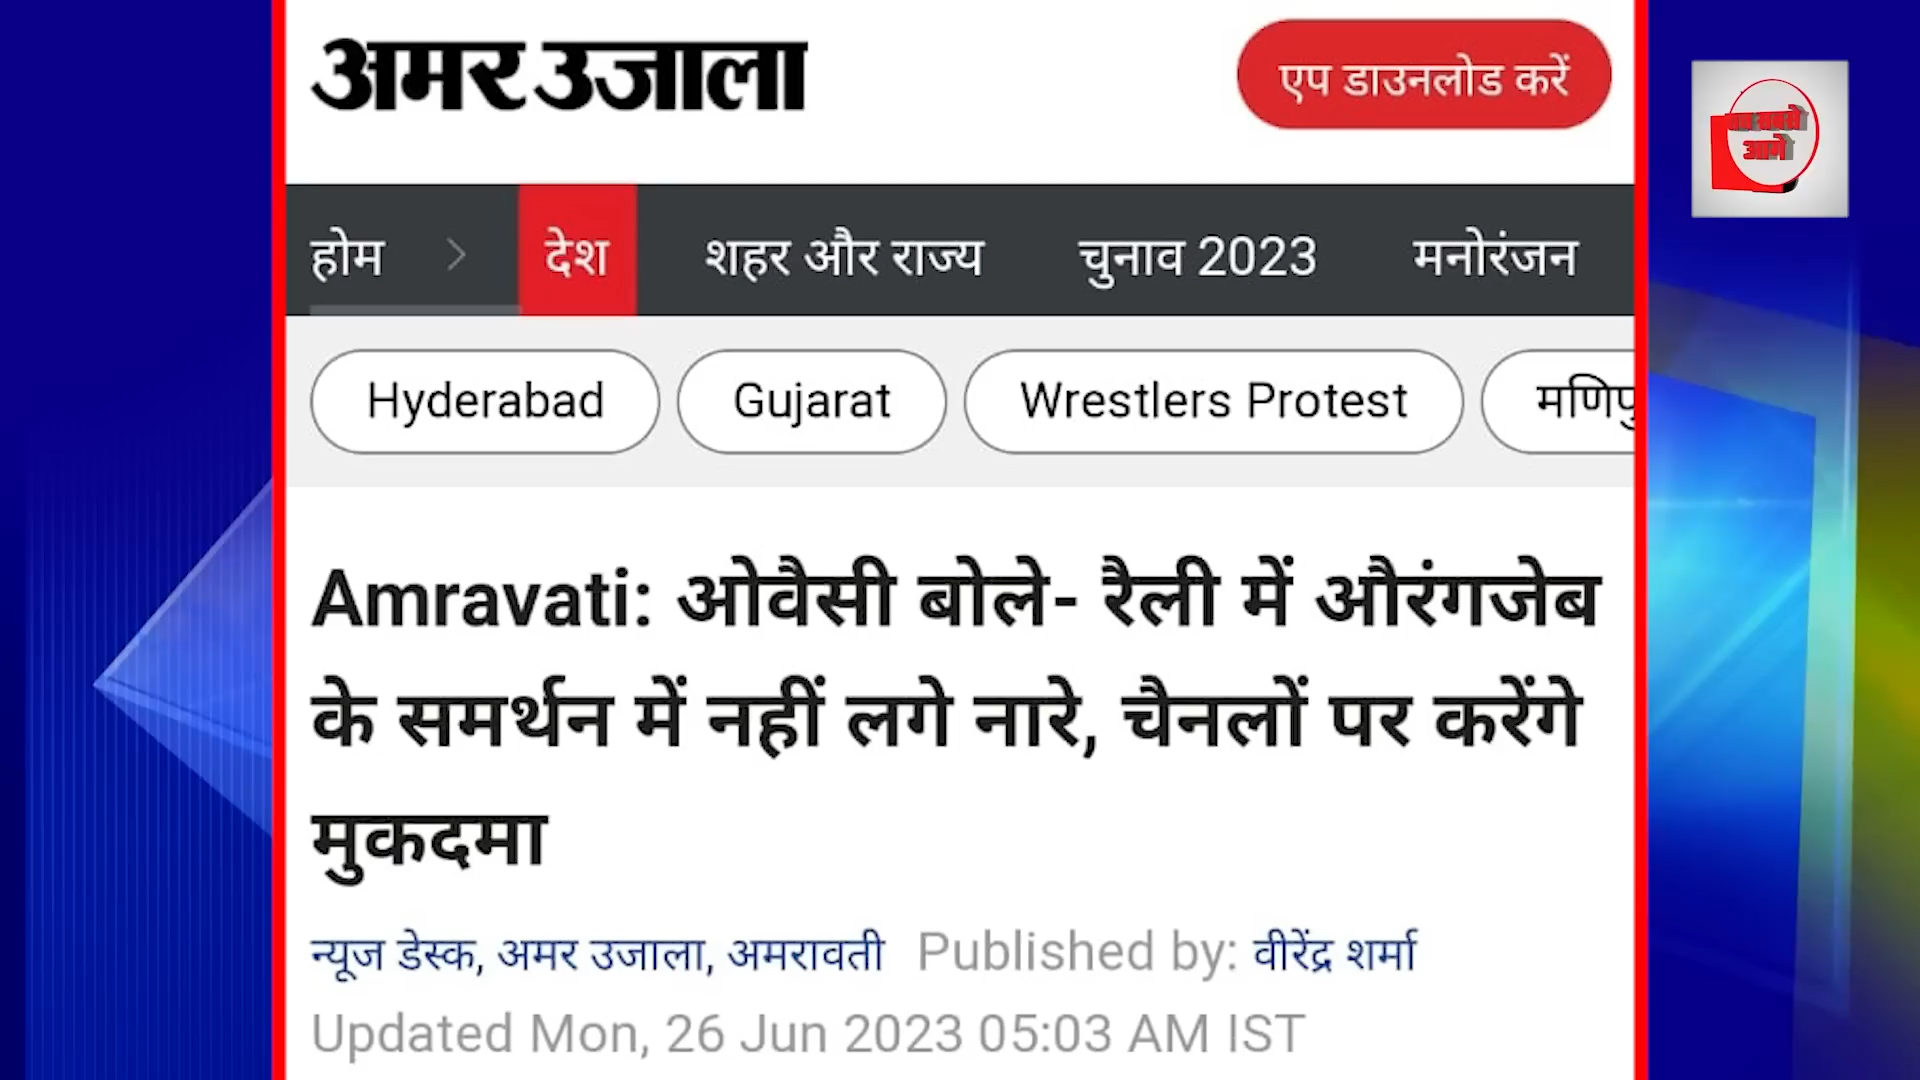 अमर उजाला
एप डाउनलोड करें
आगे
होम > देश शहर और राज्य चुनाव 2023 मनोरंजन
Hyderabad Gujarat Wrestlers Protest
Amravati: ओवैसी बोले- रैली में औरंगजेब
के समर्थन में नहीं लगे नारे, चैनलों पर करेंगे
मुकदमा
न्यूज डेस्क, अमर उजाला, अमरावती Published by: वीरेंद्र शर्मा
Updated Mon, 26 Jun 2023 05:03 AM IST